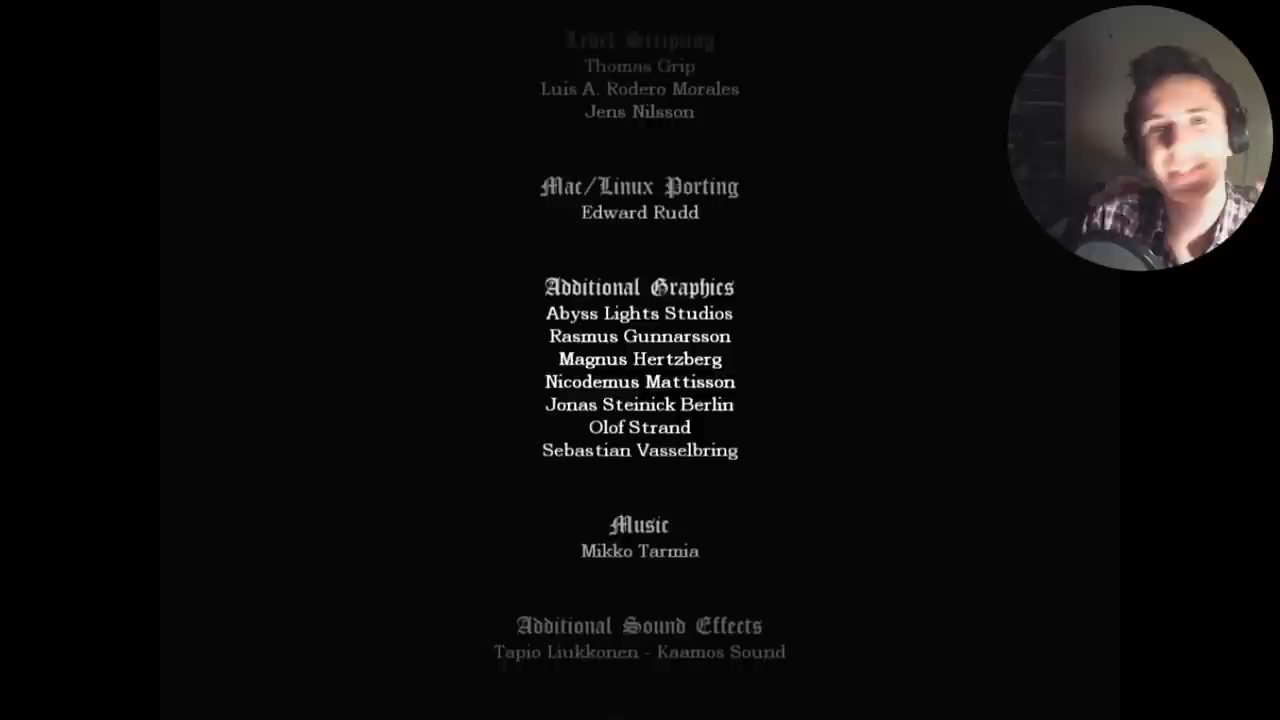 Level Scripting
Thomas Grip
Luis A. Rodero Morales
Jens Nilsson
Mac/Linux Porting
Edward Rudd
Additional Graphics
Abyss Lights Studios
Rasmus Gunnarsson
Magnus Hertzberg
Nicodemus Mattisson
Jonas Steinick Berlin
Olof Strand
Sebastian Vasselbring
Music
Mikko Tarmia
Additional Sound Effects
Tapio Liukkonen - Kaamos Sound